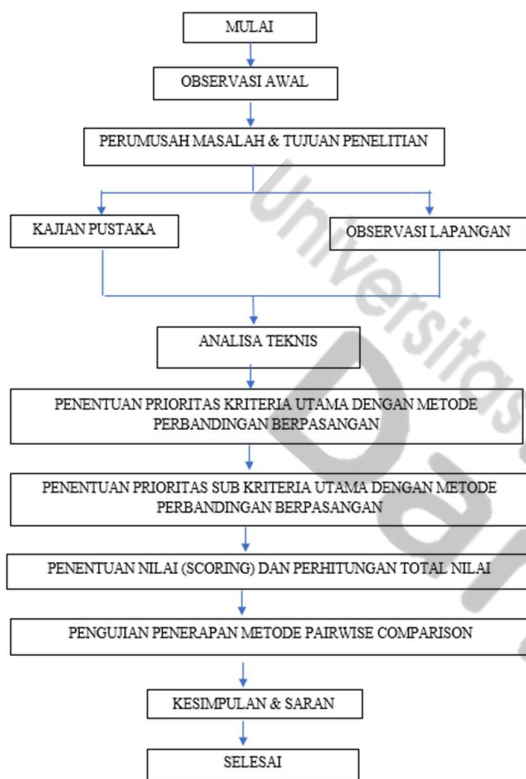 MULAI
OBSERVASI AWAL
PERUMUSAH MASALAH & TUJUAN PENELITIAN
KAJIAN PUSTAKA
OBSERVASI LAPANGAN
ANALISA TEKNIS
PENENTUAN PRIORITAS KRITERIA UTAMA DENGAN METODE
PERBANDINGAN BERPASANGAN
PENENTUAN PRIORITAS SUB KRITERIA UTAMA DENGAN METODE
PERBANDINGAN BERPASANGAN
PENENTUAN NILAI (SCORING) DAN PERHITUNGAN TOTAL NILAI
PENGUJIAN PENERAPAN METODE PAIRWISE COMPARISON
KESIMPULAN & SARAN
SELESAI
Universitas